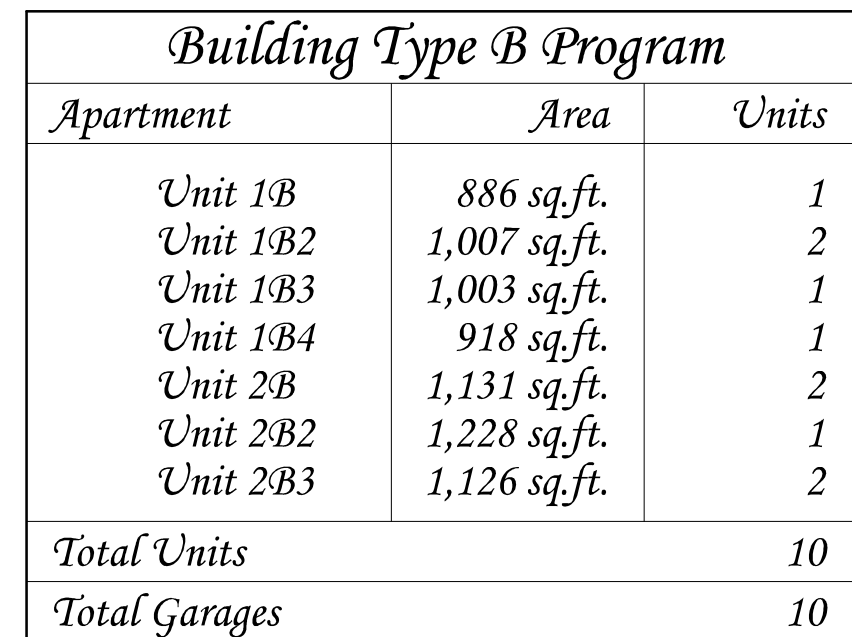 Building Type B Program
Apartment Area Units
Unit 1B 886 sq.ft. 1
Unit 1B2 1,007 sq.ft. 2
Unit 1B3 1,003 sq.ft. 1
Unit 1B4 918 sq.ft. 1
Unit 2B 1,131 sq.ft. 2
Unit 2B2 1,228 sq.ft. 1
Unit 2B3 1,126 sq.ft. 2
Total Units 10
Total Garages 10